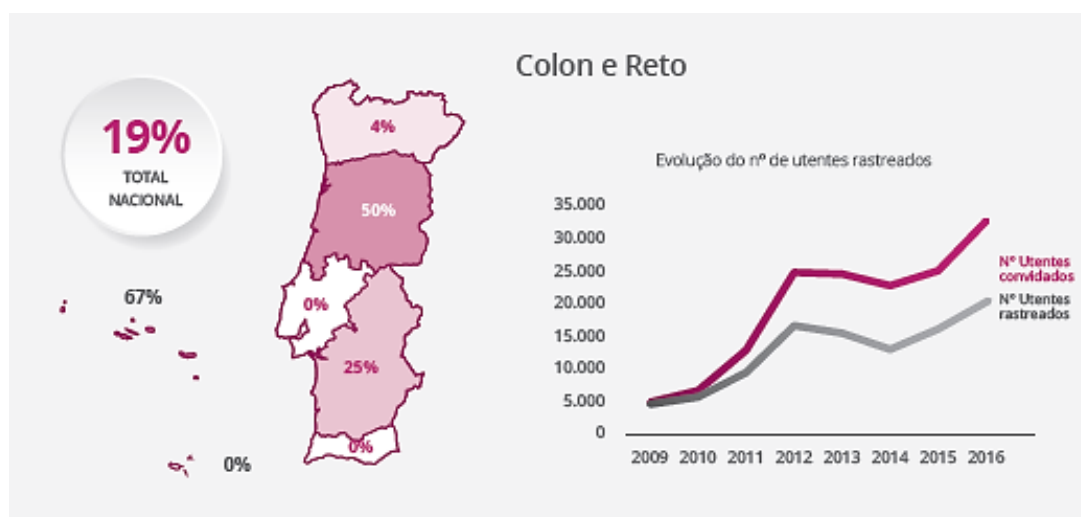 Colon e Reto
19%
TOTAL
NACIONAL
4%
50%
67%
0%
25%
0%
0%
Evolução do nº de utentes rastreados
35.000
30.000
25.000
20.000
15.000
10.000
5.000
0
2009 2010 2011 2012 2013 2014 2015 2016
Nº Utentes
convidados
Nº Utentes
rastreados